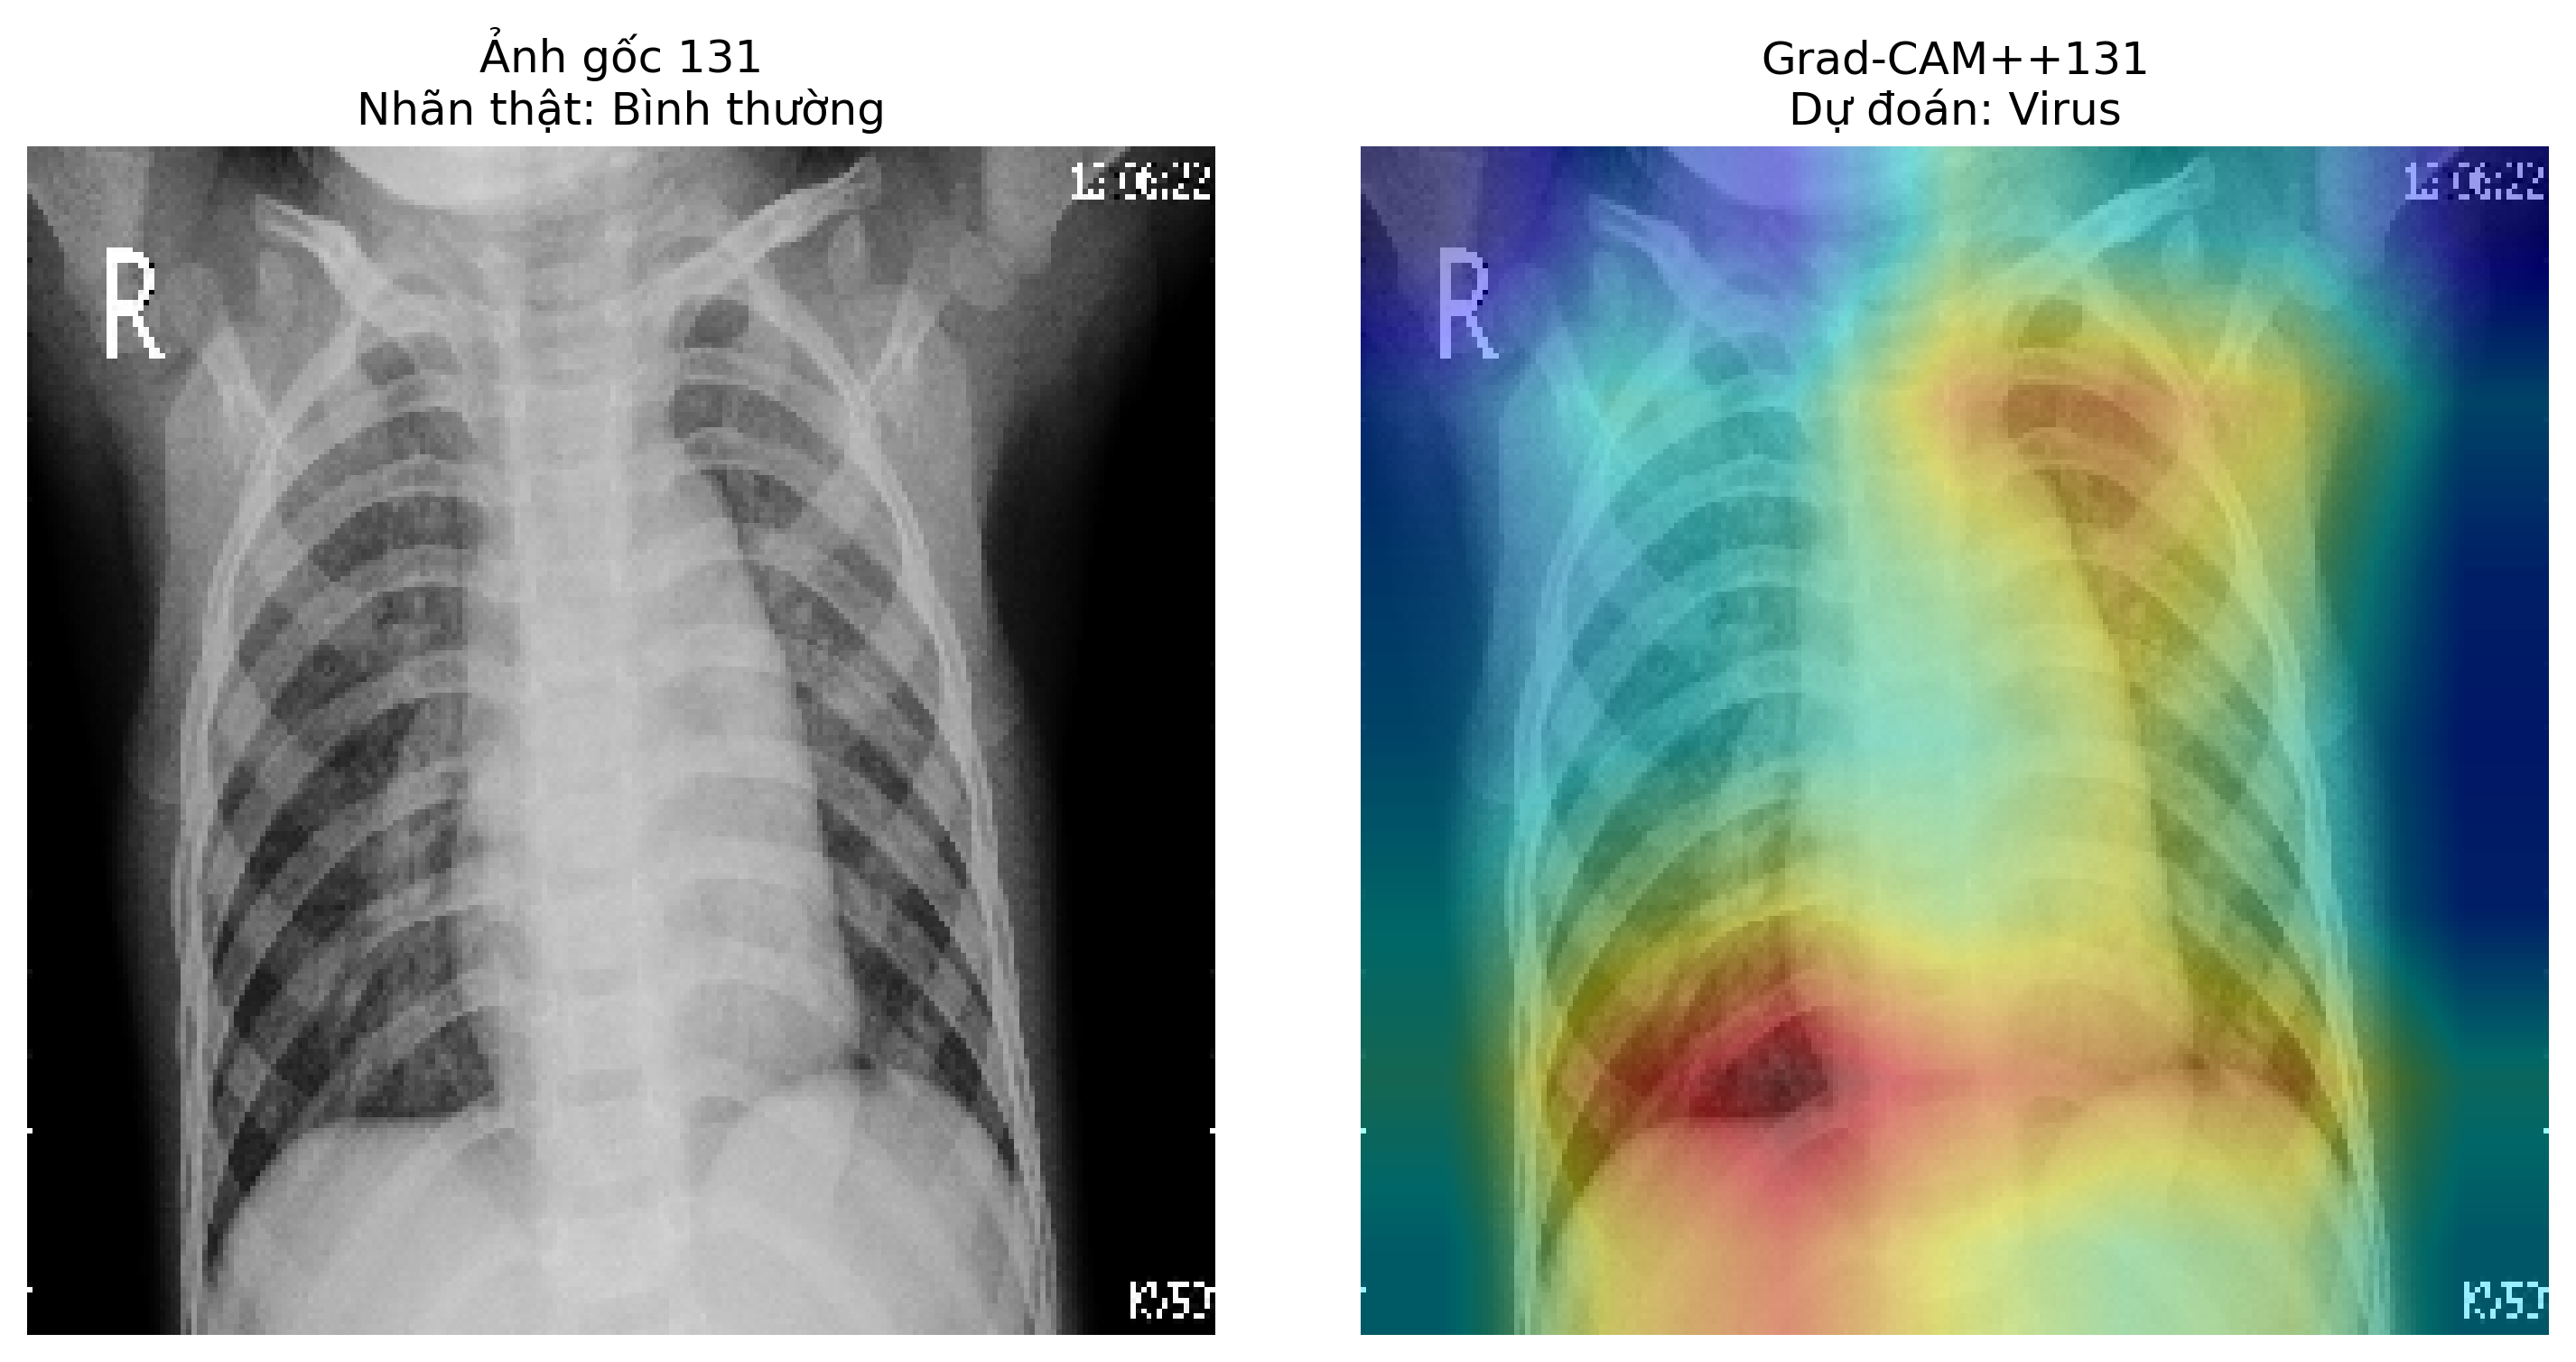 Ảnh gốc 131
Nhãn thật: Bình thường
Grad-CAM++131
Dự đoán: Virus
R
R